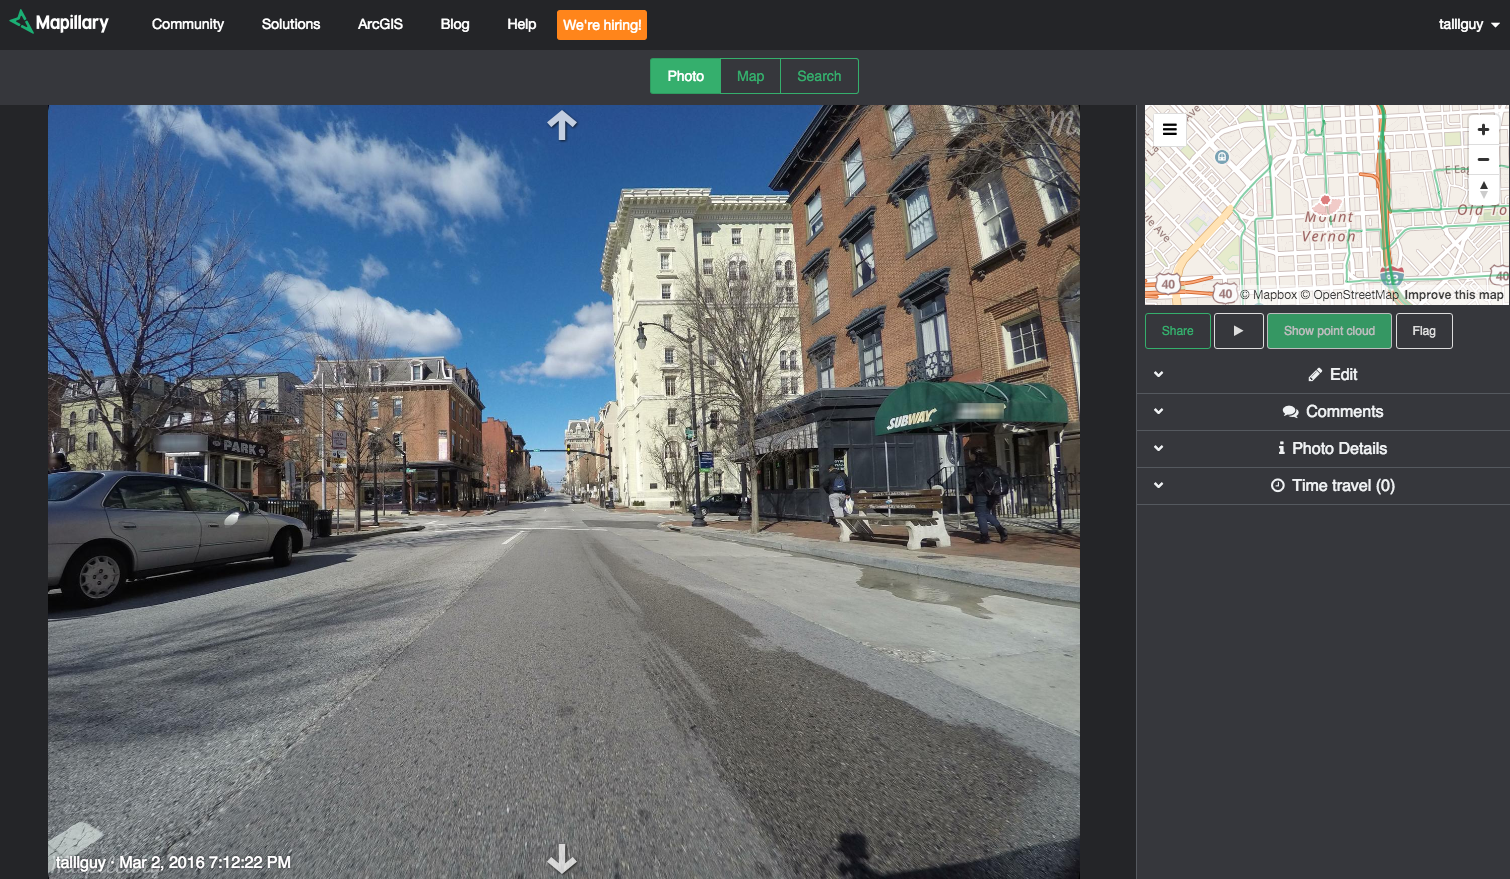 Mapillary
Community
Solutions
ArcGIS
Blog
Help
We're hiring!
talllguy
Photo
Map
Search
PARK
SUBWAY
talllguy · Mar 2, 2016 7:12:22 PM
E Eag
Old To
Mount
Vernon
40
40
40
© Mapbox © OpenStreetMap Improve this map
Share
Show point cloud
Flag
Edit
Comments
Photo Details
Time travel (0)